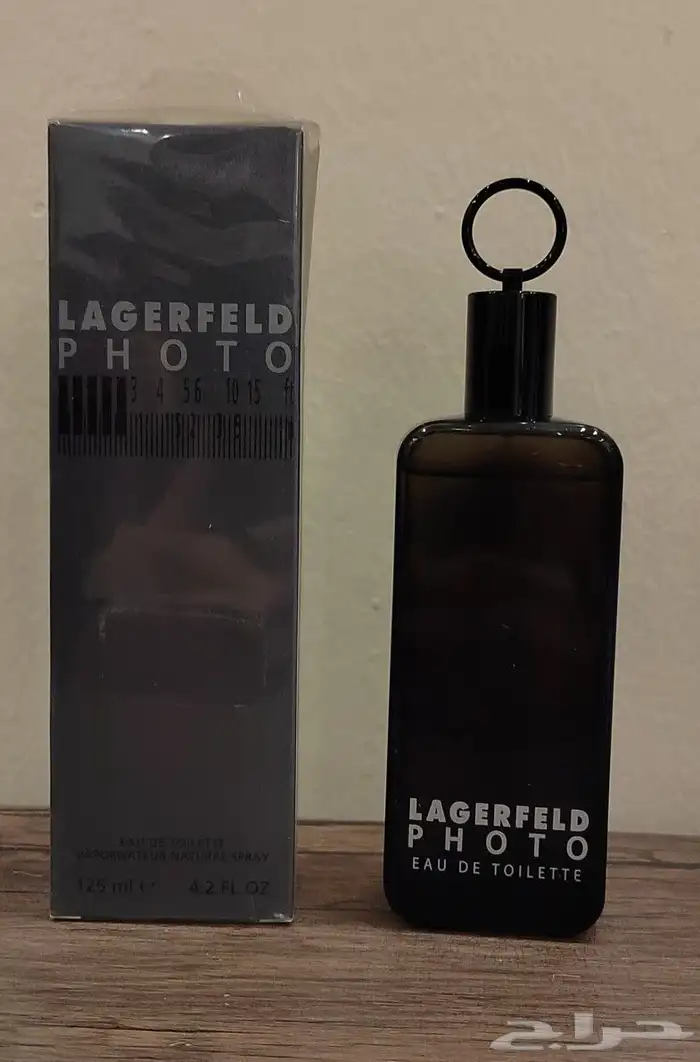 LAGERFELD
PHOTO
3 4 56 10 15 ft
EAU DE TOILETTE
VAPORISATEUR NATURAL SPRAY
125 ml ℮ 4.2 FL.OZ
LAGERFELD
PHOTO
EAU DE TOILETTE
حراج